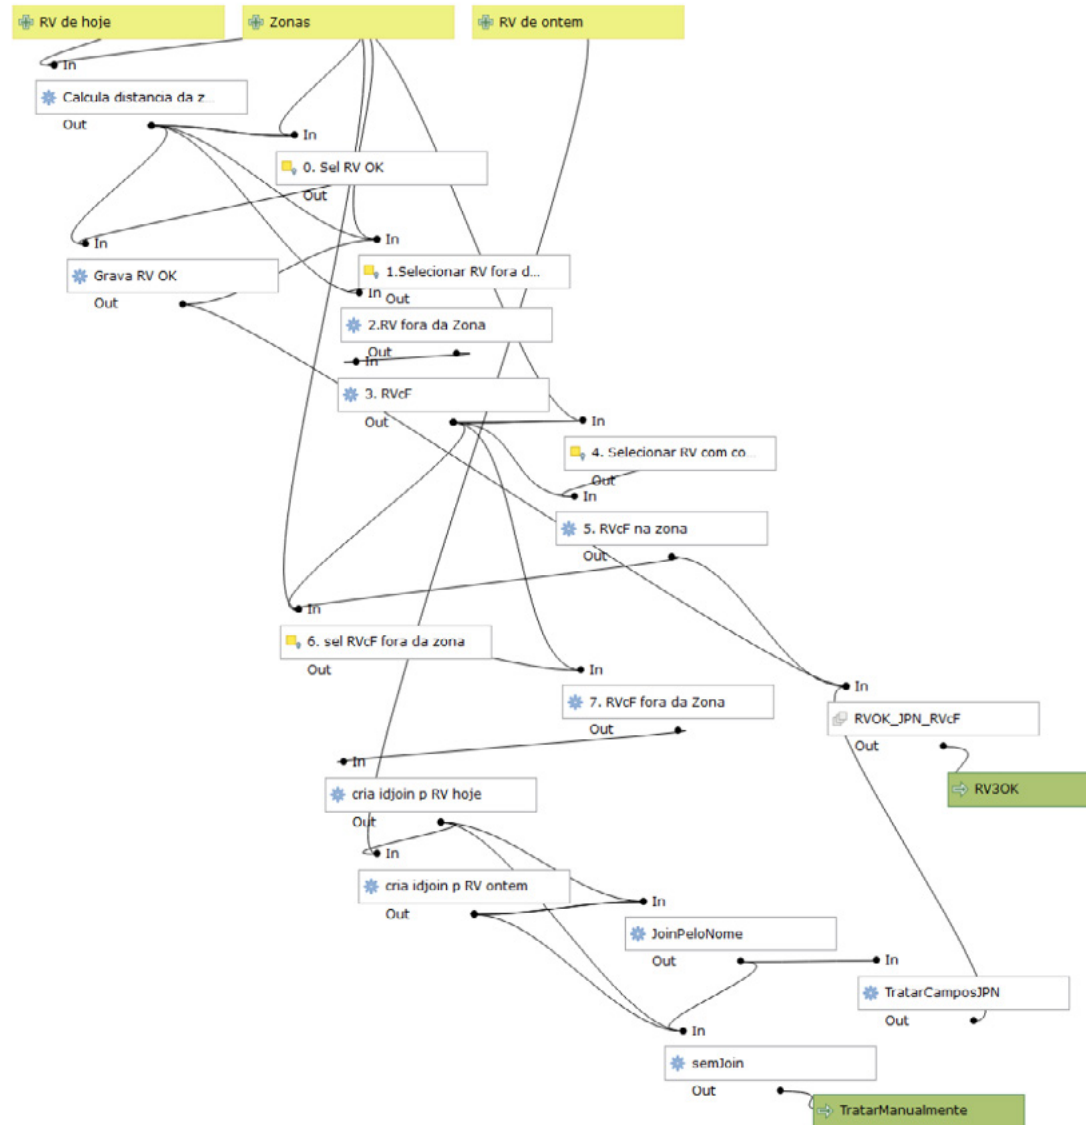 RV de hoje
Zonas
RV de ontem
In
Calcula distancia da z...
Out
In
0. Sel RV OK
Out
In
Grava RV OK
Out
In
1.Selecionar RV fora d...
Out
In
2.RV fora da Zona
Out
In
3. RVcF
Out
In
4. Selecionar RV com co...
Out
In
5. RVcF na zona
Out
In
6. sel RVcF fora da zona
Out
In
7. RVcF fora da Zona
Out
In
RVOK_JPN_RVcF
Out
RV3OK
In
cria idjoin p RV hoje
Out
In
cria idjoin p RV ontem
Out
In
JoinPeloNome
Out
In
TratarCamposJPN
Out
In
semJoin
Out
TratarManualmente